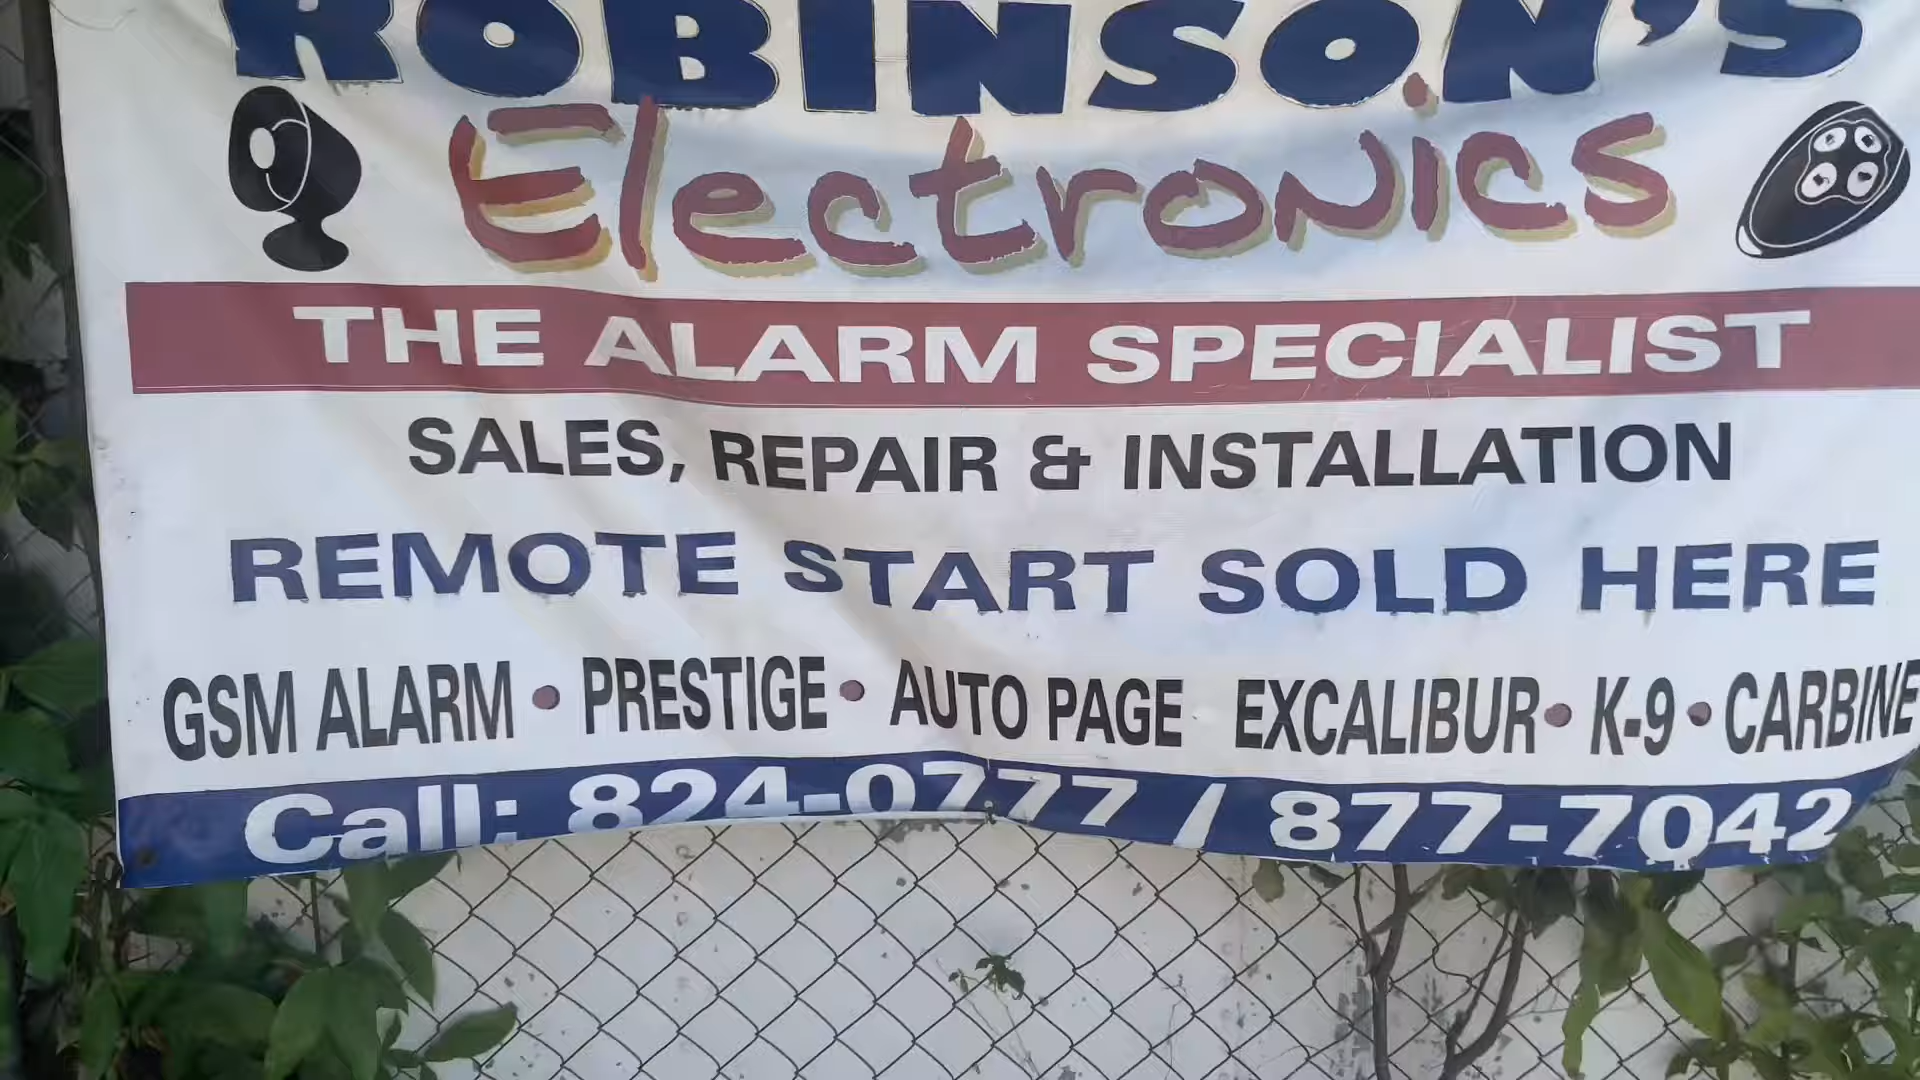 ROBINSON'S
Electronics
THE ALARM SPECIALIST
SALES, REPAIR & INSTALLATION
REMOTE START SOLD HERE
GSM ALARM • PRESTIGE • AUTO PAGE EXCALIBUR • K-9 • CARBINE
Call: 824-0777 / 877-7042